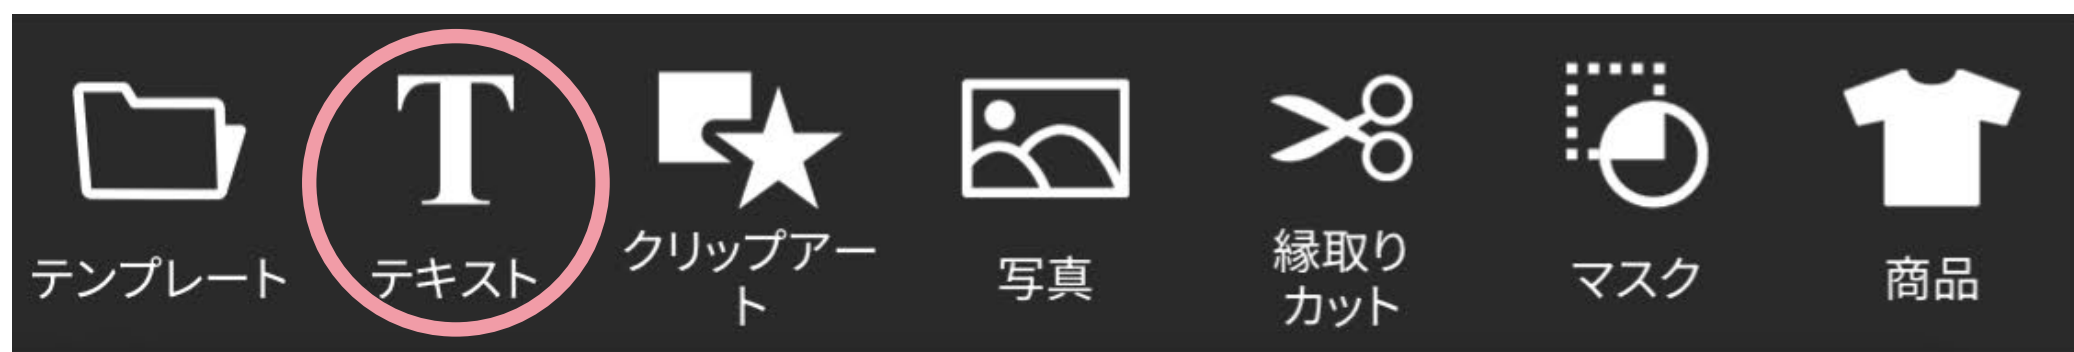 テンプレート
テキスト
クリップアー
ト
写真
縁取り
カット
マスク
商品